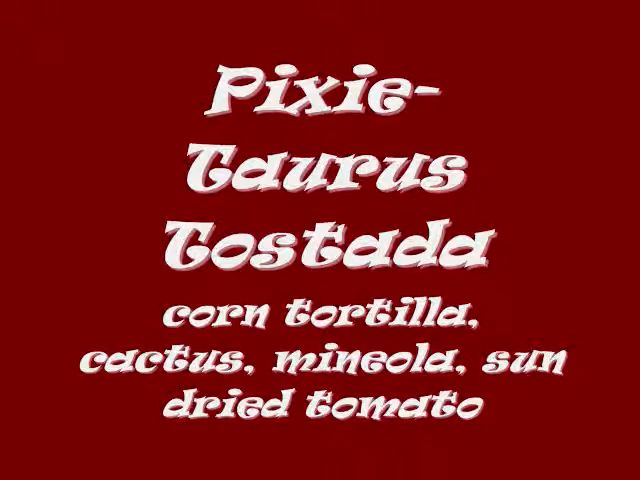 Pixie-
Taurus
Tostada
corn tortilla,
cactus, mineola, sun
dried tomato